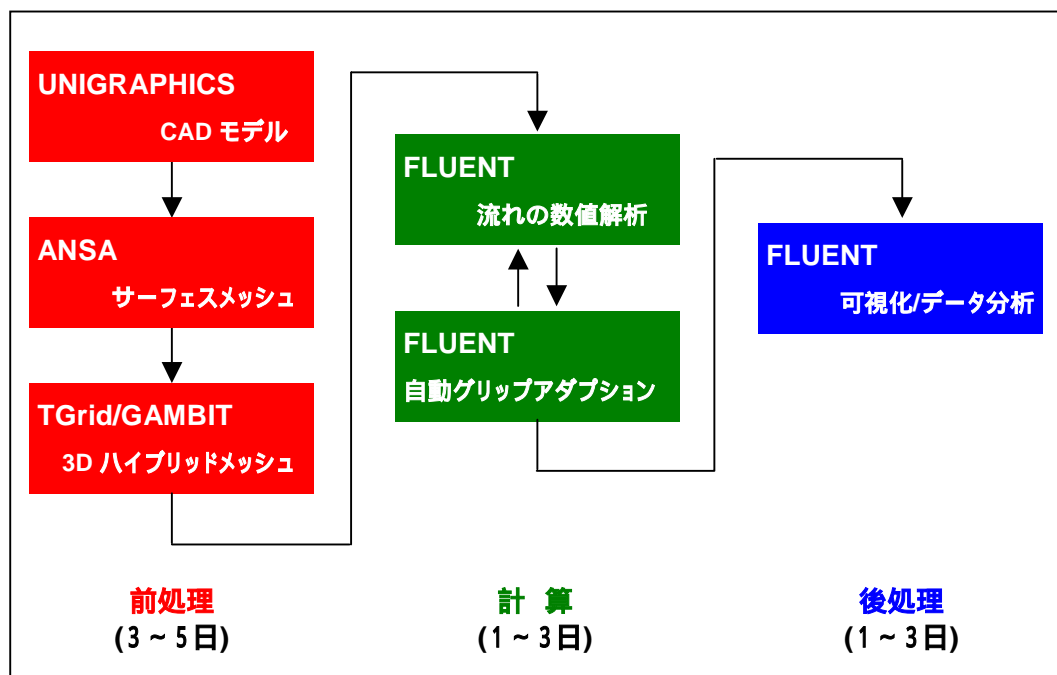 UNIGRAPHICS
CAD モデル
ANSA
サーフェスメッシュ
TGrid/GAMBIT
3D ハイブリッドメッシュ
FLUENT
流れの数値解析
FLUENT
自動グリップアダプション
FLUENT
可視化/データ分析
前処理
(3～5日)
計 算
(1～3日)
後処理
(1～3日)